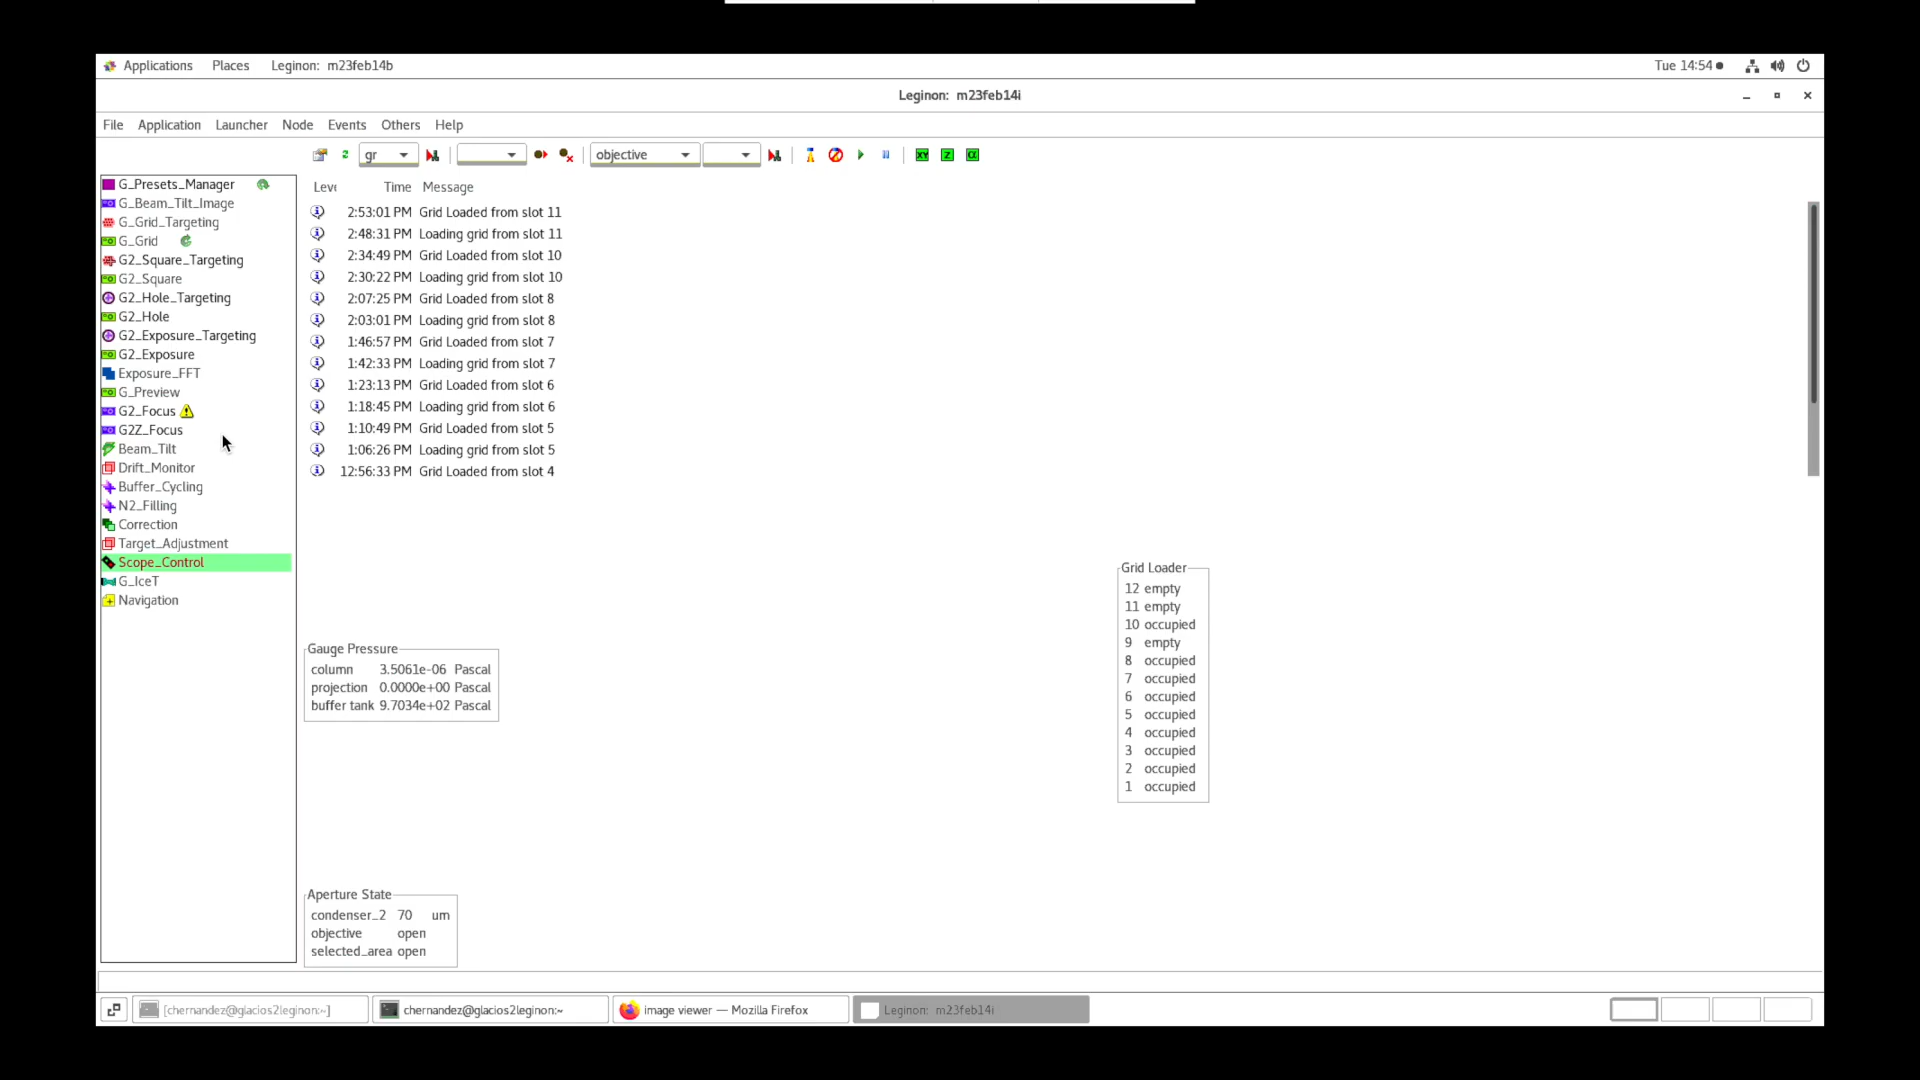 Applications Places Leginon: m23feb14b Tue 14:54
Leginon: m23feb14i
File Application Launcher Node Events Others Help
gr objective
G_Presets_Manager
G_Beam_Tilt_Image
G_Grid_Targeting
G_Grid
G2_Square_Targeting
G2_Square
G2_Hole_Targeting
G2_Hole
G2_Exposure_Targeting
G2_Exposure
Exposure_FFT
G_Preview
G2_Focus
G2Z_Focus
Beam_Tilt
Drift_Monitor
Buffer_Cycling
N2_Filling
Correction
Target_Adjustment
Scope_Control
G_IceT
Navigation
Leve Time Message
2:53:01 PM Grid Loaded from slot 11
2:48:31 PM Loading grid from slot 11
2:34:49 PM Grid Loaded from slot 10
2:30:22 PM Loading grid from slot 10
2:07:25 PM Grid Loaded from slot 8
2:03:01 PM Loading grid from slot 8
1:46:57 PM Grid Loaded from slot 7
1:42:33 PM Loading grid from slot 7
1:23:13 PM Grid Loaded from slot 6
1:18:45 PM Loading grid from slot 6
1:10:49 PM Grid Loaded from slot 5
1:06:26 PM Loading grid from slot 5
12:56:33 PM Grid Loaded from slot 4
Grid Loader
12 empty
11 empty
10 occupied
9 empty
8 occupied
7 occupied
6 occupied
5 occupied
4 occupied
3 occupied
2 occupied
1 occupied
Gauge Pressure
column 3.5061e-06 Pascal
projection 0.0000e+00 Pascal
buffer tank 9.7034e+02 Pascal
Aperture State
condenser_2 70 um
objective open
selected_area open
[chernandez@glacios2leginon:~] chernandez@glacios2leginon:~ image viewer — Mozilla Firefox Leginon: m23feb14i